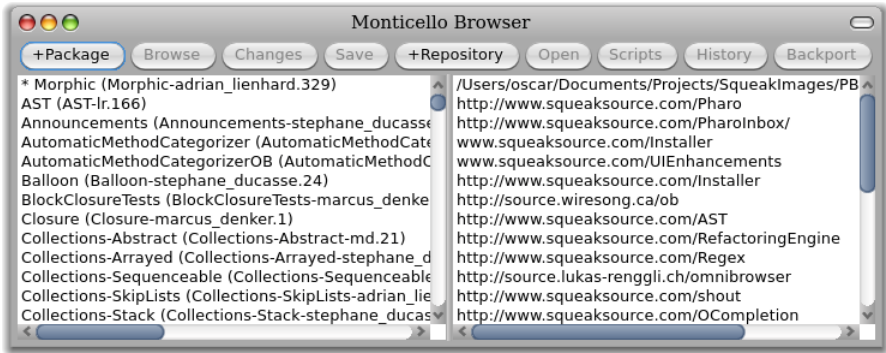 Monticello Browser
+Package Browse Changes Save +Repository Open Scripts History Backport
* Morphic (Morphic-adrian_lienhard.329)
AST (AST-lr.166)
Announcements (Announcements-stephane_ducasse
AutomaticMethodCategorizer (AutomaticMethodCate
AutomaticMethodCategorizerOB (AutomaticMethodC
Balloon (Balloon-stephane_ducasse.24)
BlockClosureTests (BlockClosureTests-marcus_denke
Closure (Closure-marcus_denker.1)
Collections-Abstract (Collections-Abstract-md.21)
Collections-Arrayed (Collections-Arrayed-stephane_d
Collections-Sequenceable (Collections-Sequenceable
Collections-SkipLists (Collections-SkipLists-adrian_lie
Collections-Stack (Collections-Stack-stephane_ducas
/Users/oscar/Documents/Projects/SqueakImages/PB
http://www.squeaksource.com/Pharo
http://www.squeaksource.com/PharoInbox/
www.squeaksource.com/Installer
www.squeaksource.com/UIEnhancements
http://www.squeaksource.com/Installer
http://source.wiresong.ca/ob
http://www.squeaksource.com/AST
http://www.squeaksource.com/RefactoringEngine
http://www.squeaksource.com/Regex
http://source.lukas-renggli.ch/omnibrowser
http://www.squeaksource.com/shout
http://www.squeaksource.com/OCompletion